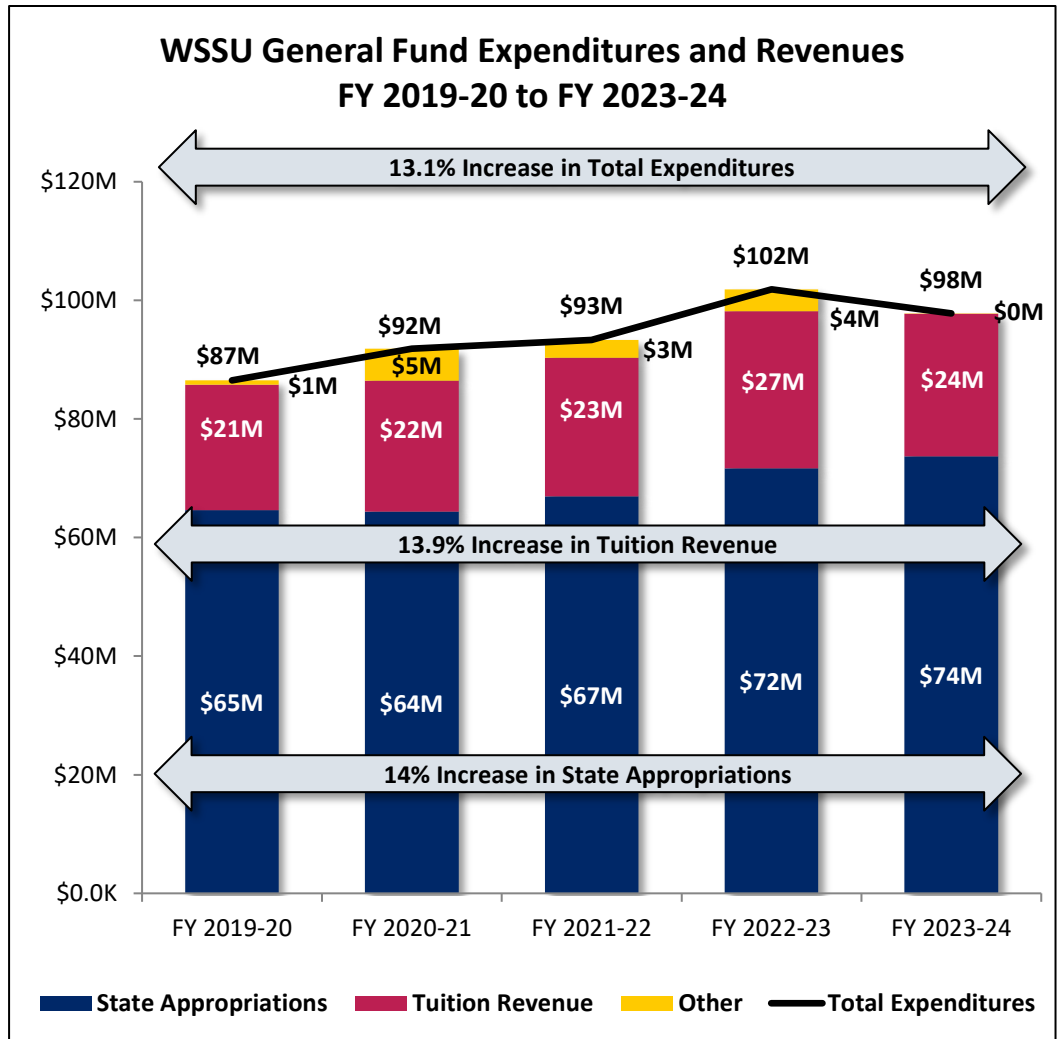 WSSU General Fund Expenditures and Revenues
FY 2019-20 to FY 2023-24
13.1% Increase in Total Expenditures
$120M
$102M
$100M
$98M
$0M
$93M
$92M
$4M
$87M
$3M
$5M
$1M
$80M
$27M
$24M
$23M
$22M
$21M
$60M
13.9% Increase in Tuition Revenue
$40M
$74M
$72M
$67M
$65M
$64M
$20M
14% Increase in State Appropriations
$0.0K
FY 2019-20
FY 2020-21
FY 2021-22
FY 2022-23
FY 2023-24
State Appropriations
Tuition Revenue
Other
Total Expenditures